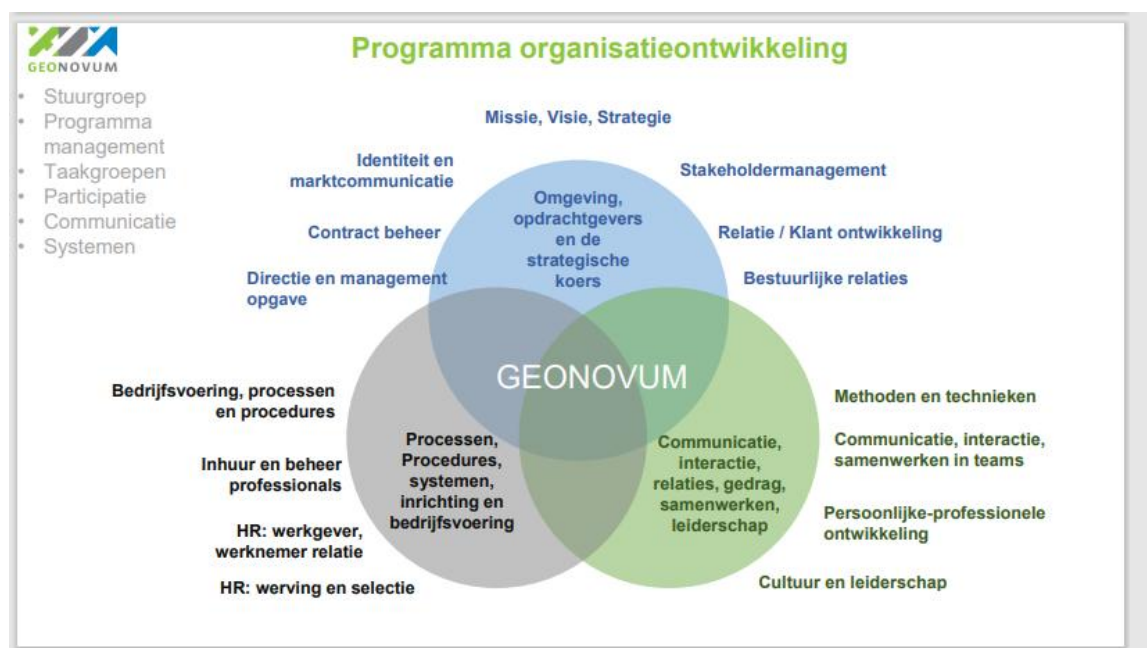 GEONOVUM
Programma organisatieontwikkeling
• Stuurgroep
• Programma
management
• Taakgroepen
• Participatie
• Communicatie
• Systemen
Missie, Visie, Strategie
Identiteit en
marktcommunicatie
Contract beheer
Directie en management
opgave
Omgeving,
opdrachtgevers
en de
strategische
koers
Stakeholdermanagement
Relatie / Klant ontwikkeling
Bestuurlijke relaties
GEONOVUM
Bedrijfsvoering, processen
en procedures
Inhuur en beheer
professionals
HR: werkgever,
werknemer relatie
HR: werving en selectie
Processen,
Procedures,
systemen,
inrichting en
bedrijfsvoering
Communicatie,
interactie,
relaties, gedrag,
samenwerken,
leiderschap
Methoden en technieken
Communicatie, interactie,
samenwerken in teams
Persoonlijke-professionele
ontwikkeling
Cultuur en leiderschap